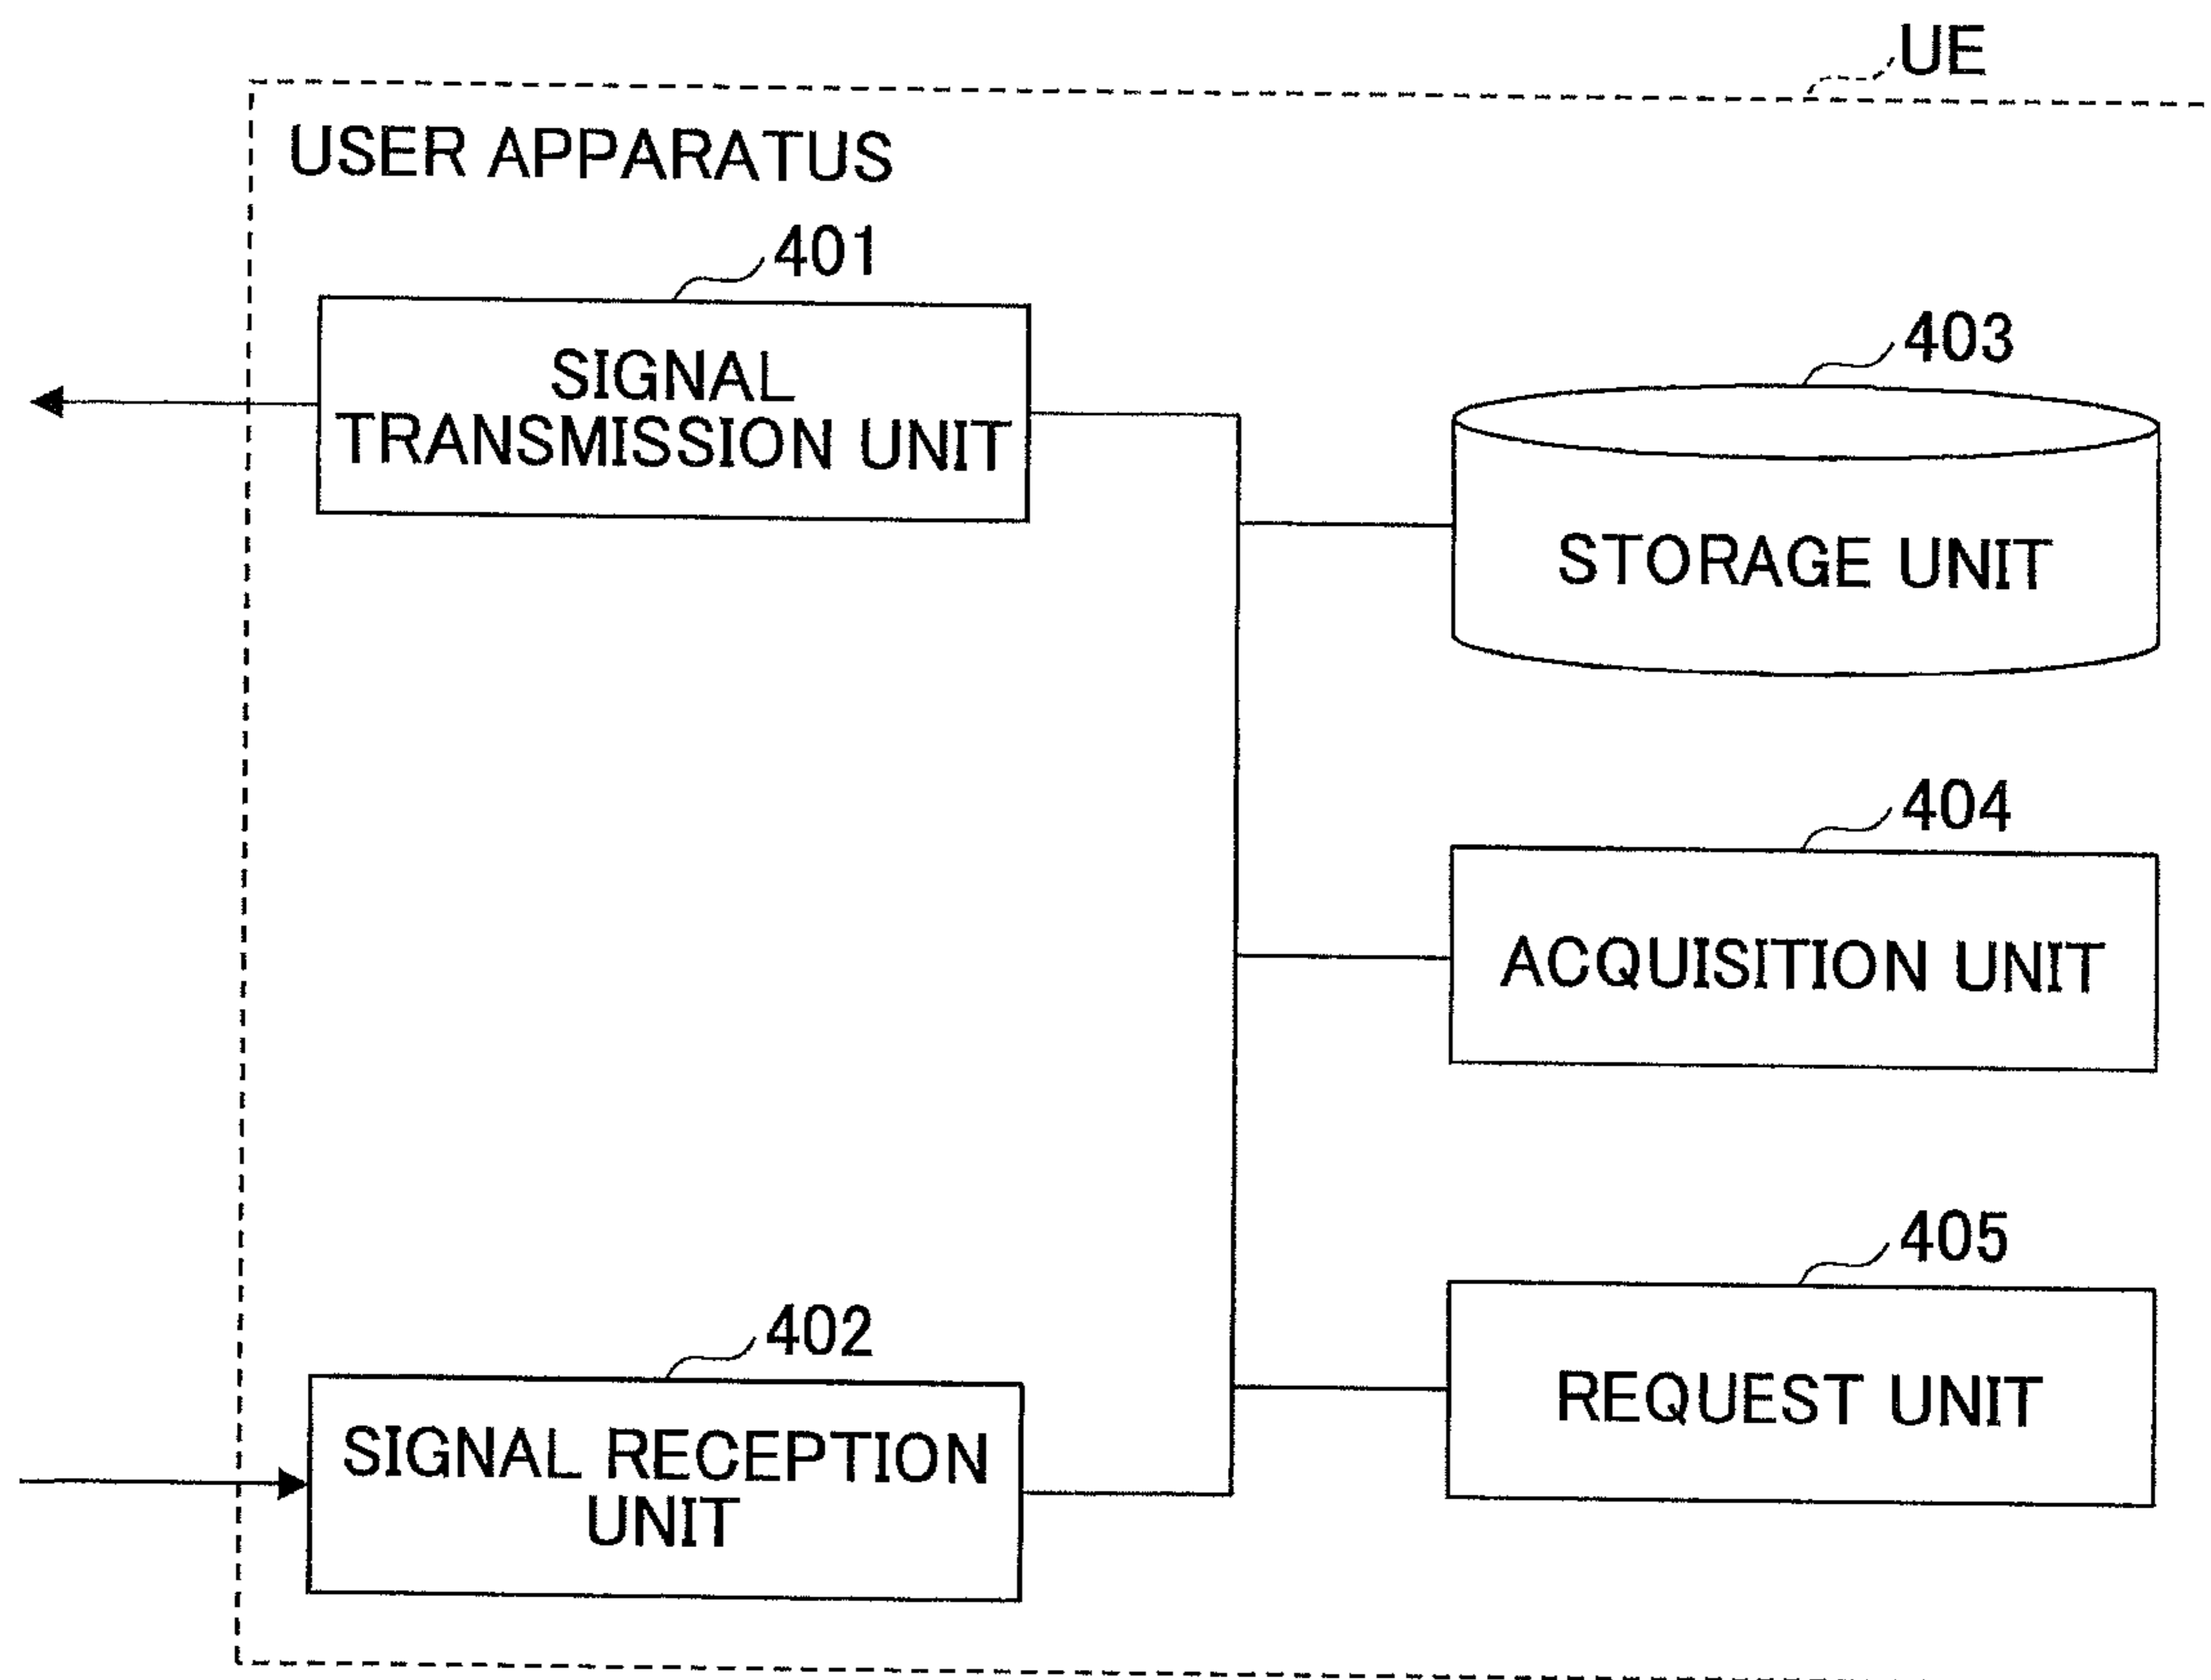 UE
USER APPARATUS
401
SIGNAL
TRANSMISSION UNIT
403
STORAGE UNIT
404
ACQUISITION UNIT
405
REQUEST UNIT
402
SIGNAL RECEPTION
UNIT